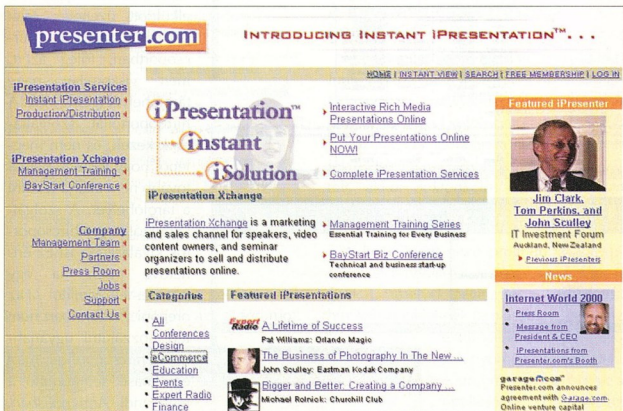 presenter.com
INTRODUCING INSTANT IPRESENTATION™...
HOME | INSTANT VIEW | SEARCH | FREE MEMBERSHIP | LOG IN
iPresentation Services
Instant iPresentation
Production/Distribution
iPresentation Xchange
Management Training
BayStart Conference
Company
Management Team
Partners
Press Room
Jobs
Support
Contact Us
iPresentation™
instant
iSolution
Interactive Rich Media
Presentations Online
Put Your Presentations Online
NOW!
Complete iPresentation Services
iPresentation Xchange
iPresentation Xchange is a marketing
and sales channel for speakers, video
content owners, and seminar
organizers to sell and distribute
presentations online.
Management Training Series
Essential Training for Every Business
BayStart Biz Conference
Technical and business start-up
conference
Categories
• All
• Conferences
• Design
• eCommerce
• Education
• Events
• Expert Radio
• Finance
Featured iPresentations
Expert
Radio
A Lifetime of Success
Pat Williams: Orlando Magic
The Business of Photography In The New ...
John Sculley: Eastman Kodak Company
Bigger and Better: Creating a Company ...
Michael Rolnick: Churchill Club
Featured iPresenter
Jim Clark,
Tom Perkins, and
John Sculley
IT Investment Forum
Auckland, New Zealand
Previous iPresenters
News
Internet World 2000
• Press Room
• Message from
President & CEO
• iPresentations from
Presenter.com's Booth
garage.com™
Presenter.com announces
agreement with Garage.com.
Online venture capital